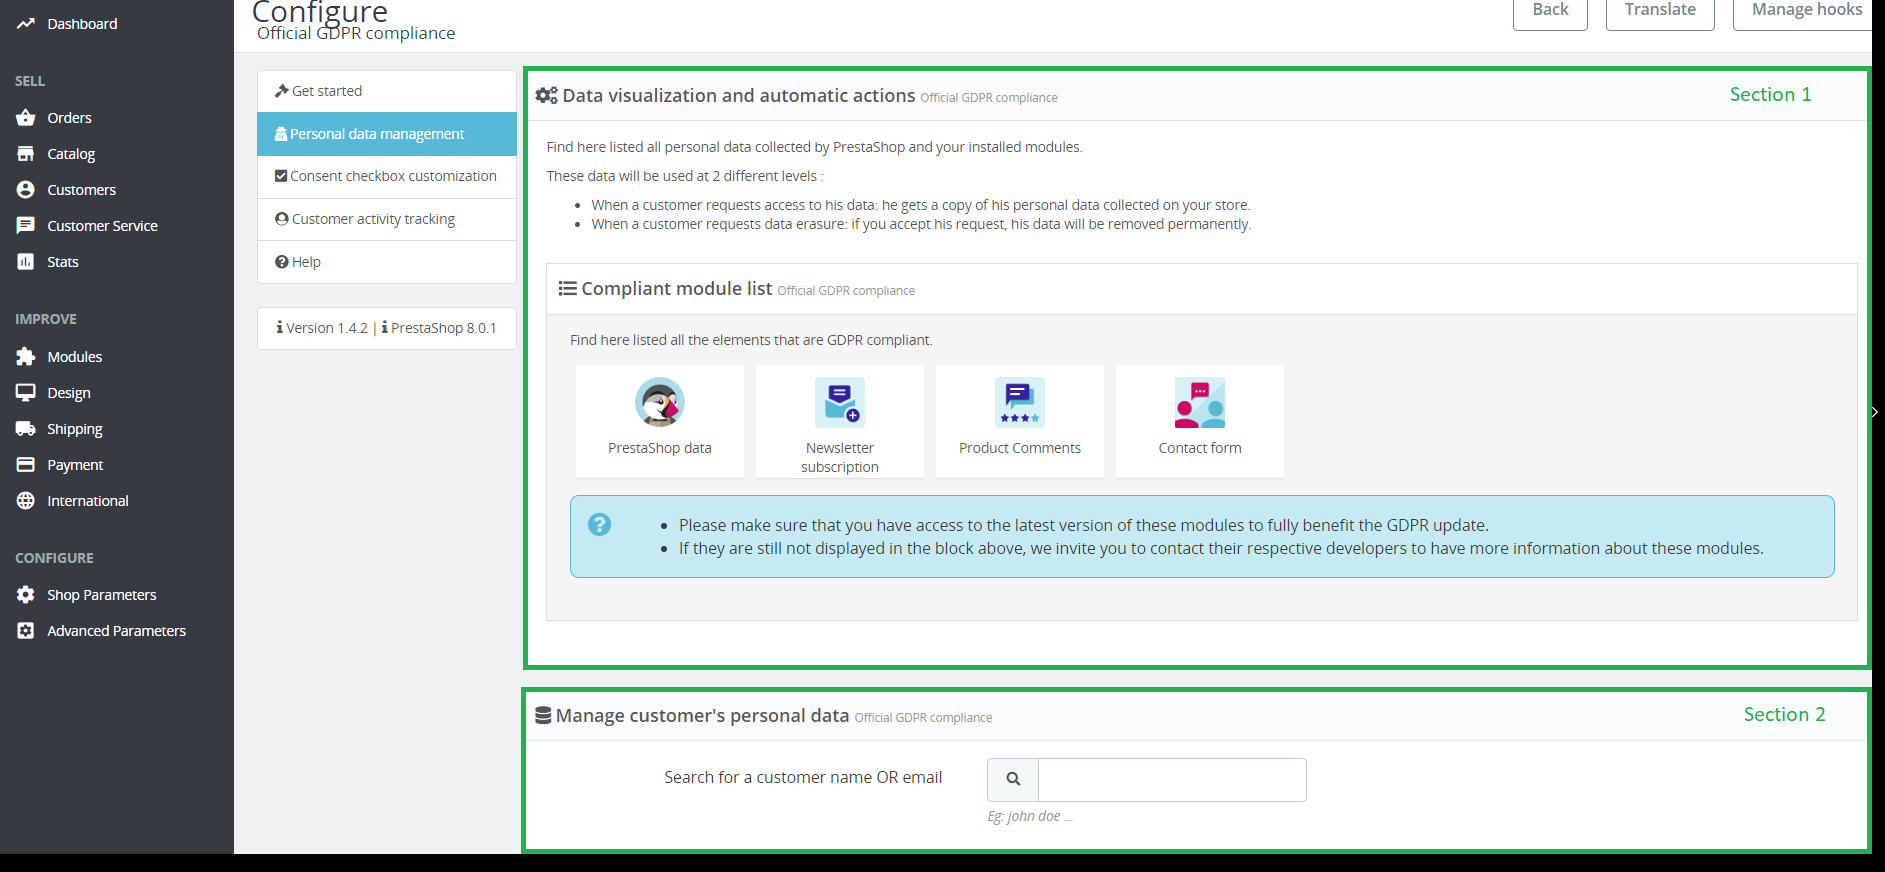 Dashboard
SELL
Orders
Catalog
Customers
Customer Service
Stats
IMPROVE
Modules
Design
Shipping
Payment
International
CONFIGURE
Shop Parameters
Advanced Parameters
Configure
Official GDPR compliance
Back
Translate
Manage hooks
Get started
Personal data management
Consent checkbox customization
Customer activity tracking
Help
Version 1.4.2 | PrestaShop 8.0.1
Data visualization and automatic actions Official GDPR compliance
Section 1
Find here listed all personal data collected by PrestaShop and your installed modules.
These data will be used at 2 different levels :
• When a customer requests access to his data: he gets a copy of his personal data collected on your store.
• When a customer requests data erasure: if you accept his request, his data will be removed permanently.
Compliant module list Official GDPR compliance
Find here listed all the elements that are GDPR compliant.
PrestaShop data
Newsletter
subscription
Product Comments
Contact form
• Please make sure that you have access to the latest version of these modules to fully benefit the GDPR update.
• If they are still not displayed in the block above, we invite you to contact their respective developers to have more information about these modules.
Manage customer's personal data Official GDPR compliance
Section 2
Search for a customer name OR email
Eg: john doe ...